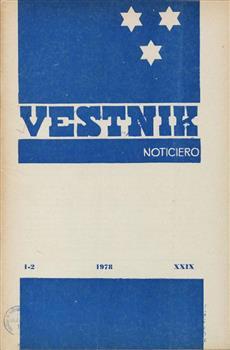 VESTNIK
NOTICIERO
1-2 1978 XXIX